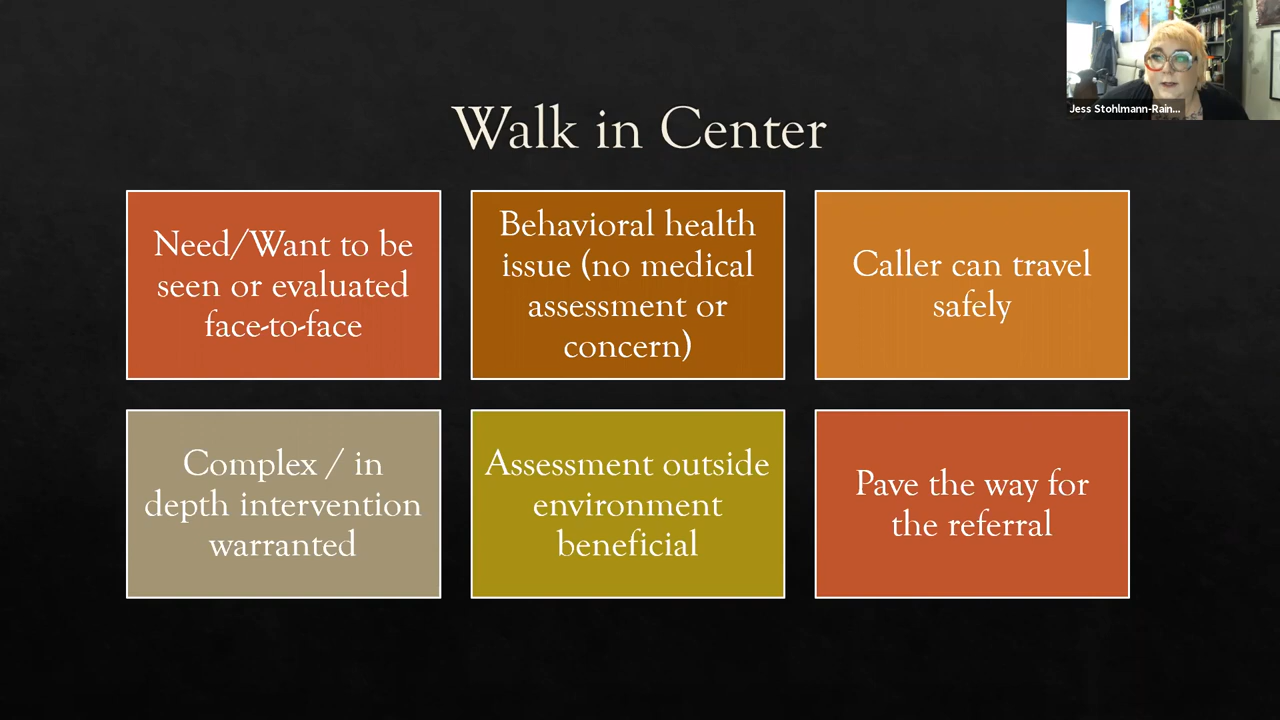 Jess Stohlmann-Rain...
Walk in Center
Need/Want to be
seen or evaluated
face-to-face
Behavioral health
issue (no medical
assessment or
concern)
Caller can travel
safely
Complex / in
depth intervention
warranted
Assessment outside
environment
beneficial
Pave the way for
the referral